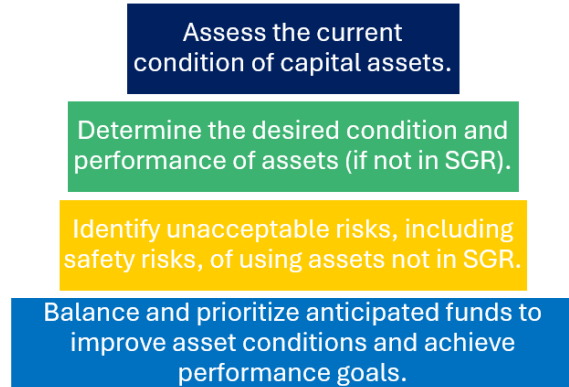 Assess the current
condition of capital assets.
Determine the desired condition and
performance of assets (if not in SGR).
Identify unacceptable risks, including
safety risks, of using assets not in SGR.
Balance and prioritize anticipated funds to
improve asset conditions and achieve
performance goals.